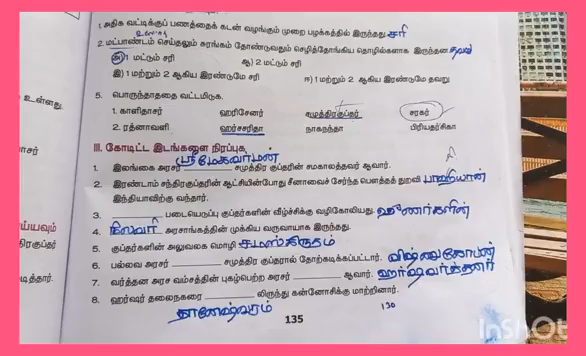 1. அதிக வட்டிக்குப் பணத்தைக் கடன் வழங்கும் முறை பழக்கத்தில் இருந்தது சரி
2. மட்பாண்டம் செய்தலும் சுரங்கம் தோண்டுவதும் செழித்தோங்கிய தொழில்களாக இருந்தன தவறு
அ) 1 மட்டும் சரி ஆ) 2 மட்டும் சரி
இ) 1 மற்றும் 2 ஆகிய இரண்டுமே சரி ஈ) 1 மற்றும் 2 ஆகிய இரண்டுமே தவறு
5. பொருந்தாததை வட்டமிடுக.
1. காளிதாசர் ஹரிசேனர் சமுத்திரகுப்தர் சரகர்
2. ரத்னாவளி ஹர்சசரிதா நாகநந்தா பிரியதர்சிகா
III. கோடிட்ட இடங்களை நிரப்புக
ஸ்ரீமேகவர்மன்
1. இலங்கை அரசர் ________ சமுத்திர குப்தரின் சமகாலத்தவர் ஆவார்.
2. இரண்டாம் சந்திரகுப்தரின் ஆட்சியின்போது சீனாவைச் சேர்ந்த பௌத்தத் துறவி பாஹியான்
இந்தியாவிற்கு வந்தார்.
3. ________ படையெடுப்பு குப்தர்களின் வீழ்ச்சிக்கு வழிகோலியது. ஹூணர்களின்
4. நிலவரி அரசாங்கத்தின் முக்கிய வருவாயாக இருந்தது.
5. குப்தர்களின் அலுவலக மொழி சமஸ்கிருதம்
6. பல்லவ அரசர் ________ சமுத்திர குப்தரால் தோற்கடிக்கப்பட்டார். விஷ்ணுகோபன்
7. வர்த்தன அரச வம்சத்தின் புகழ்பெற்ற அரசர் ________ ஆவார். ஹர்ஷவர்த்தனர்
8. ஹர்ஷர் தலைநகரை ________ லிருந்து கன்னோசிக்கு மாற்றினார்.
தானேஷ்வரம்
130
135
உள்ளது
InShOt